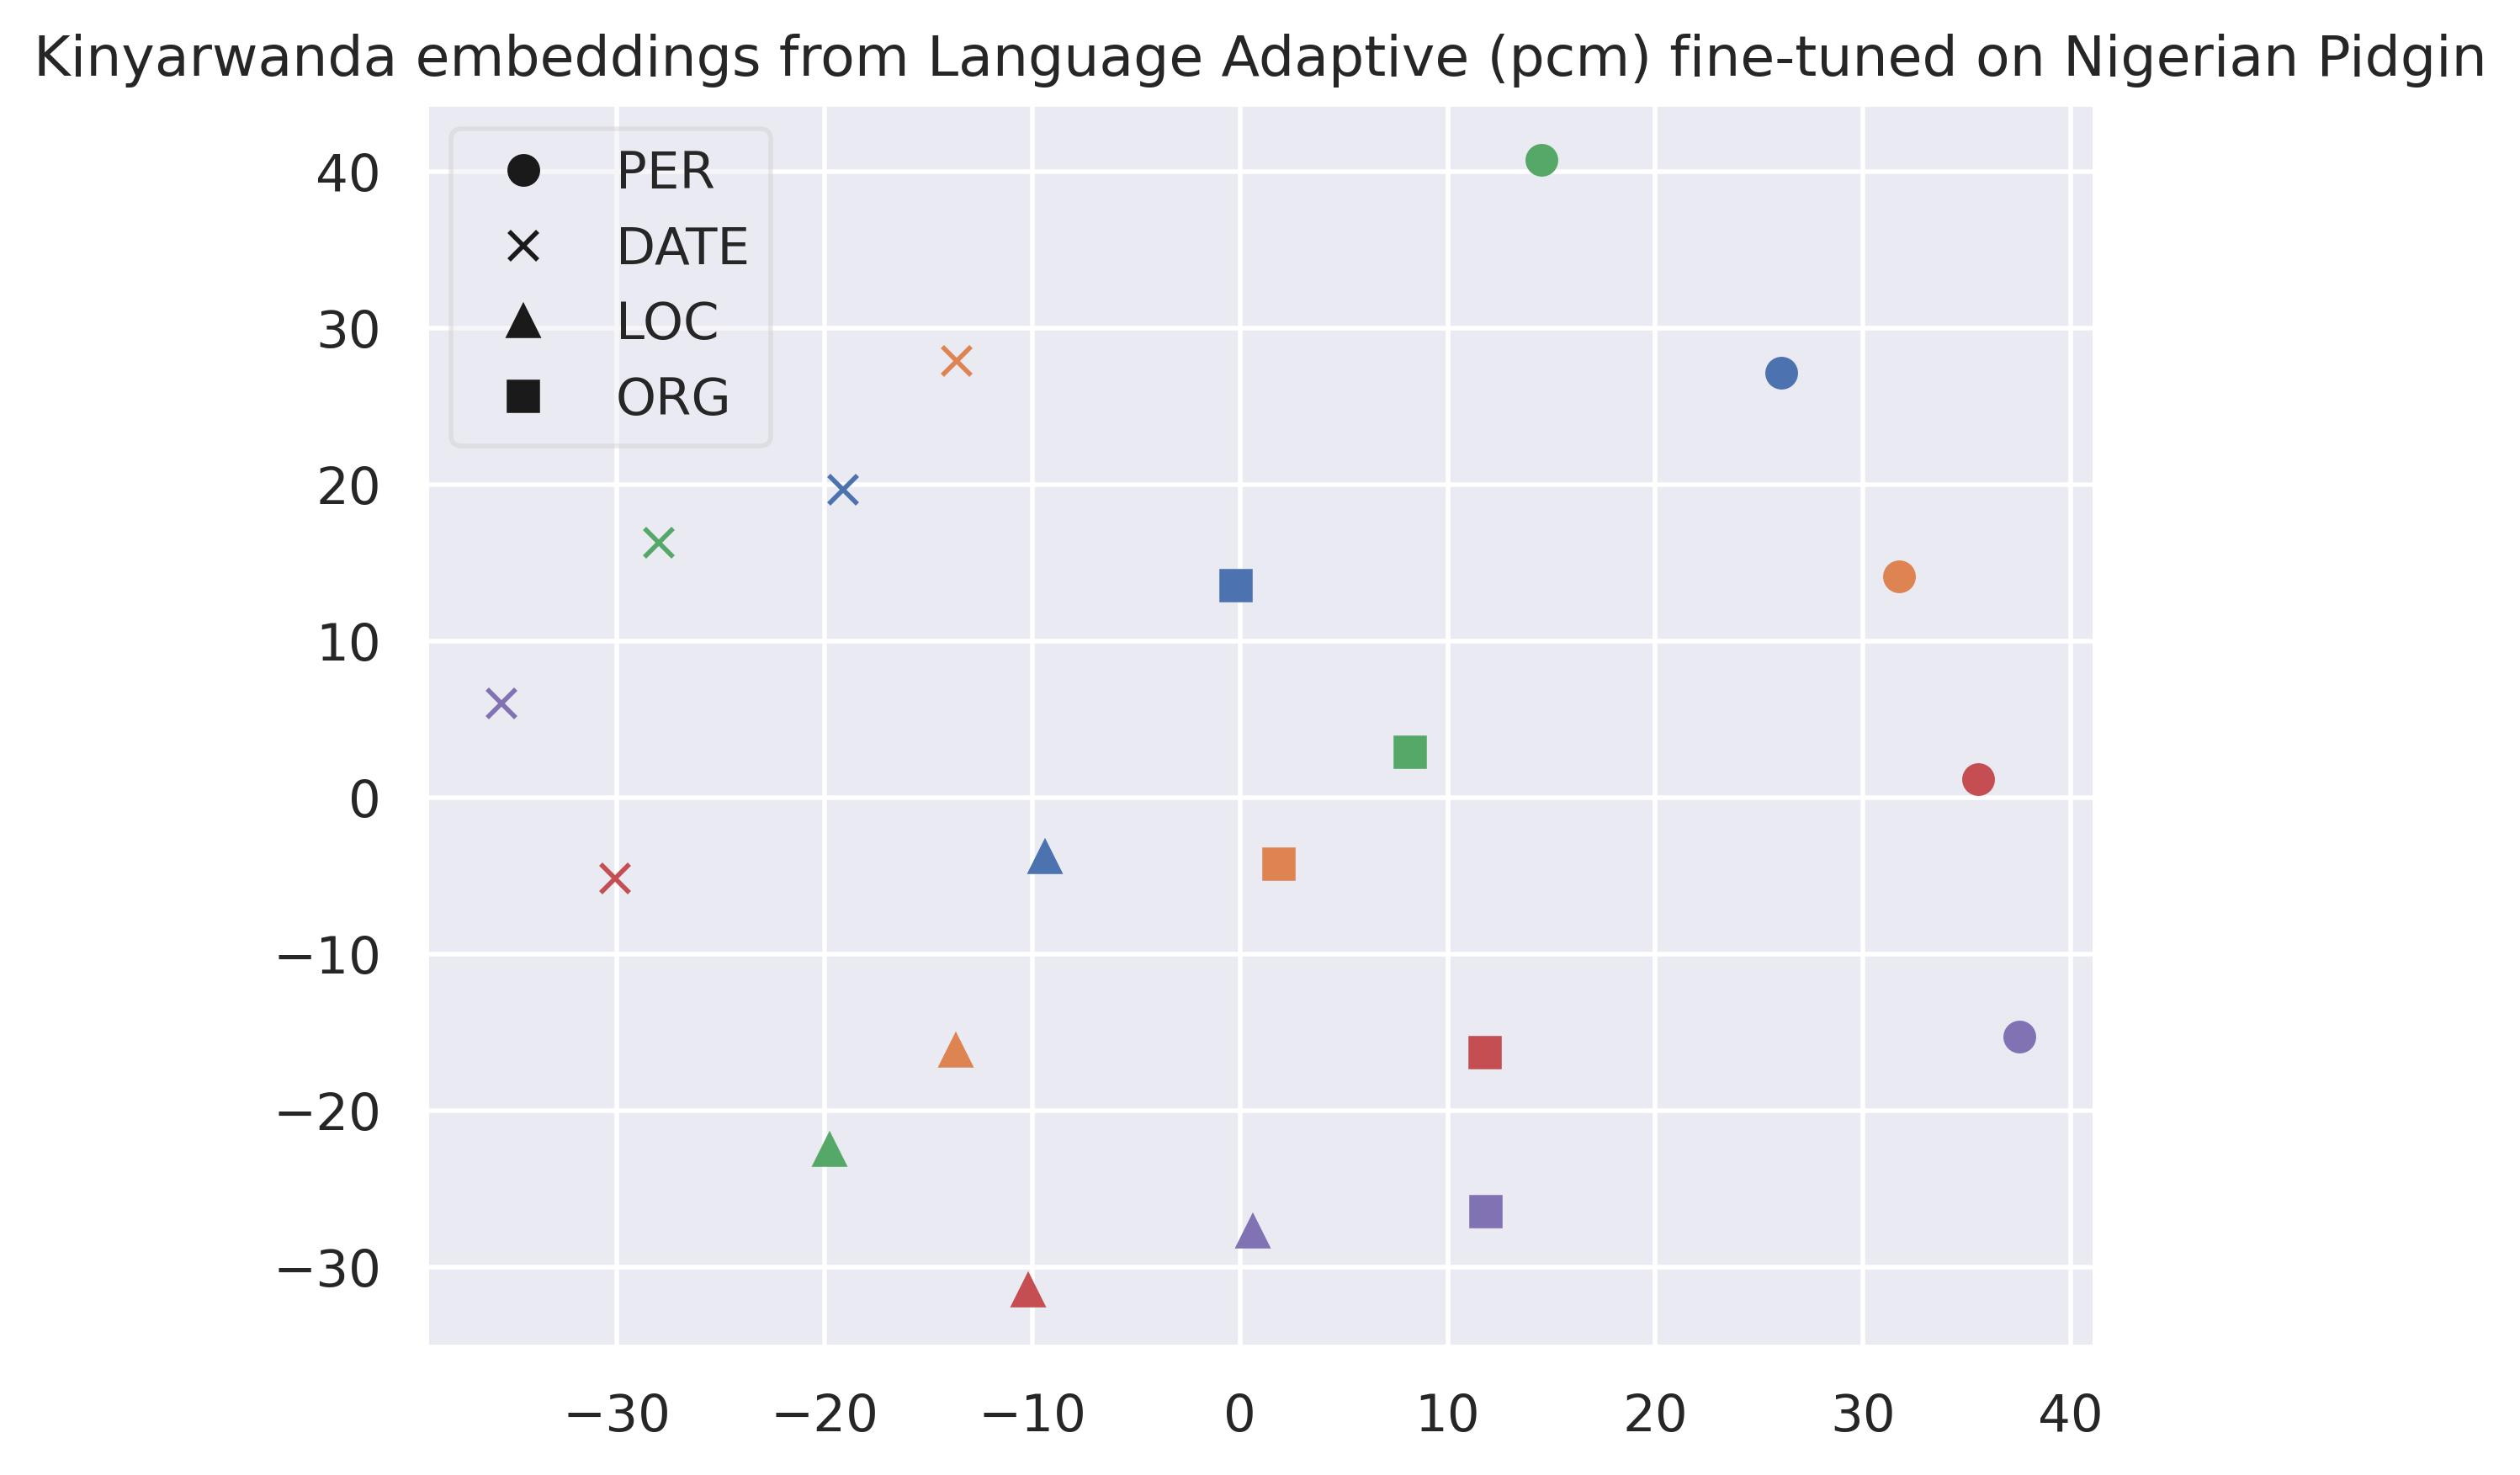 Kinyarwanda embeddings from Language Adaptive (pcm) fine-tuned on Nigerian Pidgin
PER
DATE
LOC
ORG
40
30
20
10
0
−10
−20
−30
−30 −20 −10 0 10 20 30 40